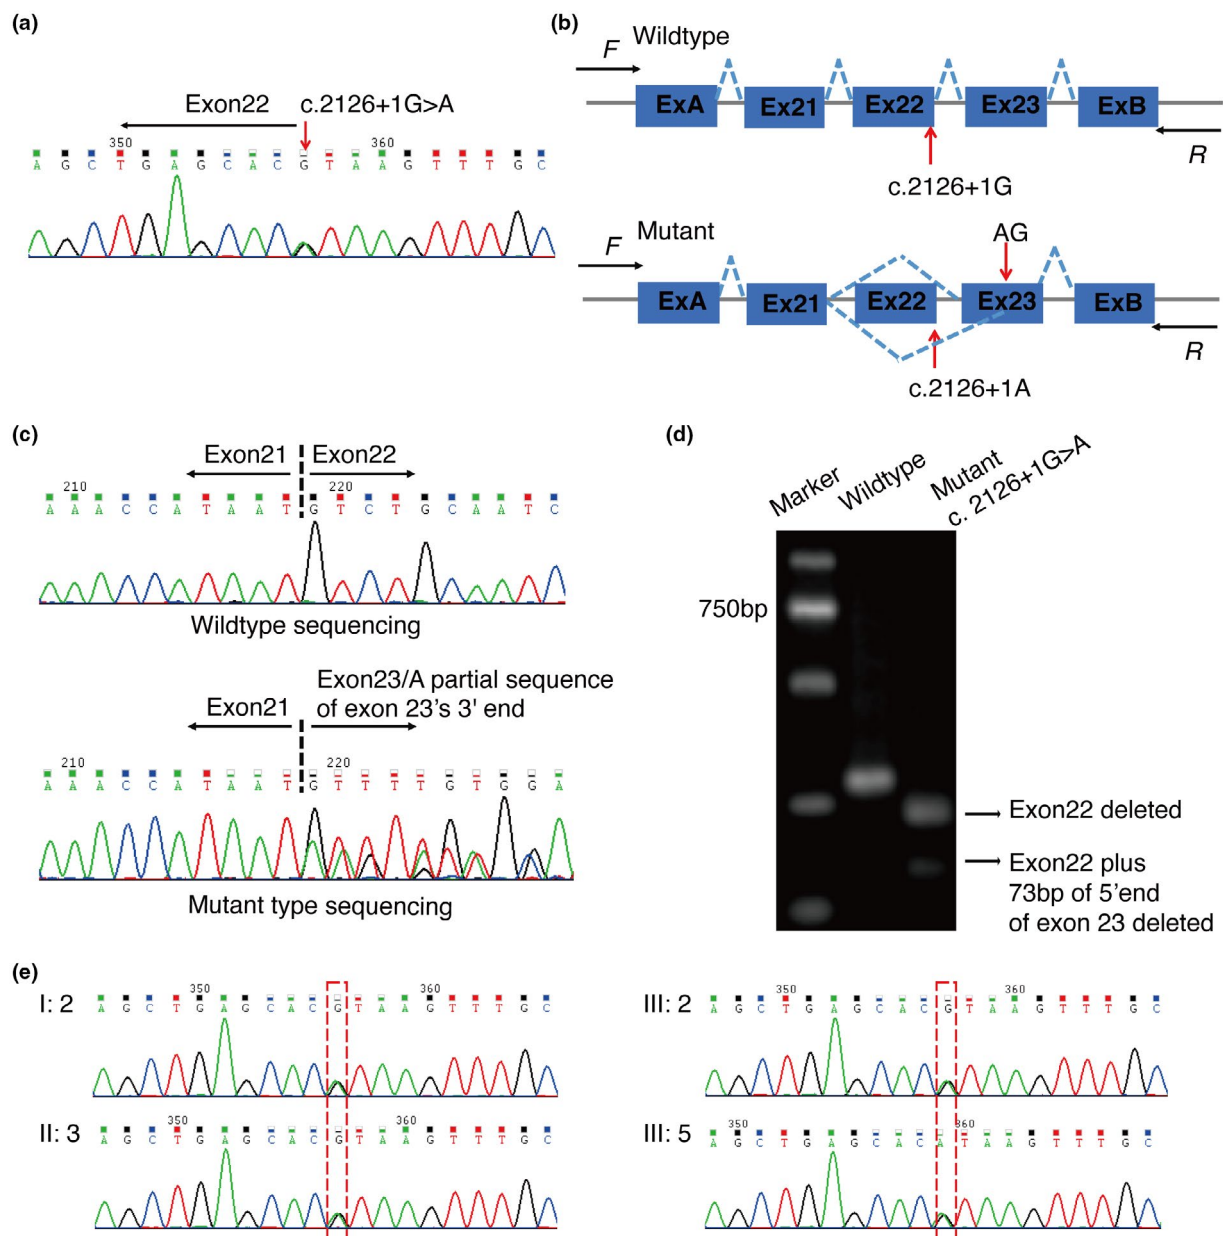 (a)
Exon22
c.2126+1G>A
350
360
A G C T G A G C A C G T A A G T T T G C
(b)
Wildtype
F
ExA Ex21 Ex22 Ex23 ExB
R
c.2126+1G
Mutant
AG
F
ExA Ex21 Ex22 Ex23 ExB
R
c.2126+1A
(c)
Exon21 Exon22
210
220
A A A C C A T A A T G T C T G C A A T C
Wildtype sequencing
Exon23/A partial sequence
of exon 23's 3' end
Exon21
210
220
A A A C C A T A A T G T T T T G T G G A
Mutant type sequencing
(d)
Marker
Wildtype
Mutant
c. 2126+1G>A
750bp
Exon22 deleted
Exon22 plus
73bp of 5'end
of exon 23 deleted
(e)
I: 2
350
360
A G C T G A G C A C G T A A G T T T G C
II: 3
350
360
A G C T G A G C A C G T A A G T T T G C
III: 2
350
360
A G C T G A G C A C G T A A G T T T G C
III: 5
350
360
A G C T G A G C A C A T A A G T T T G C